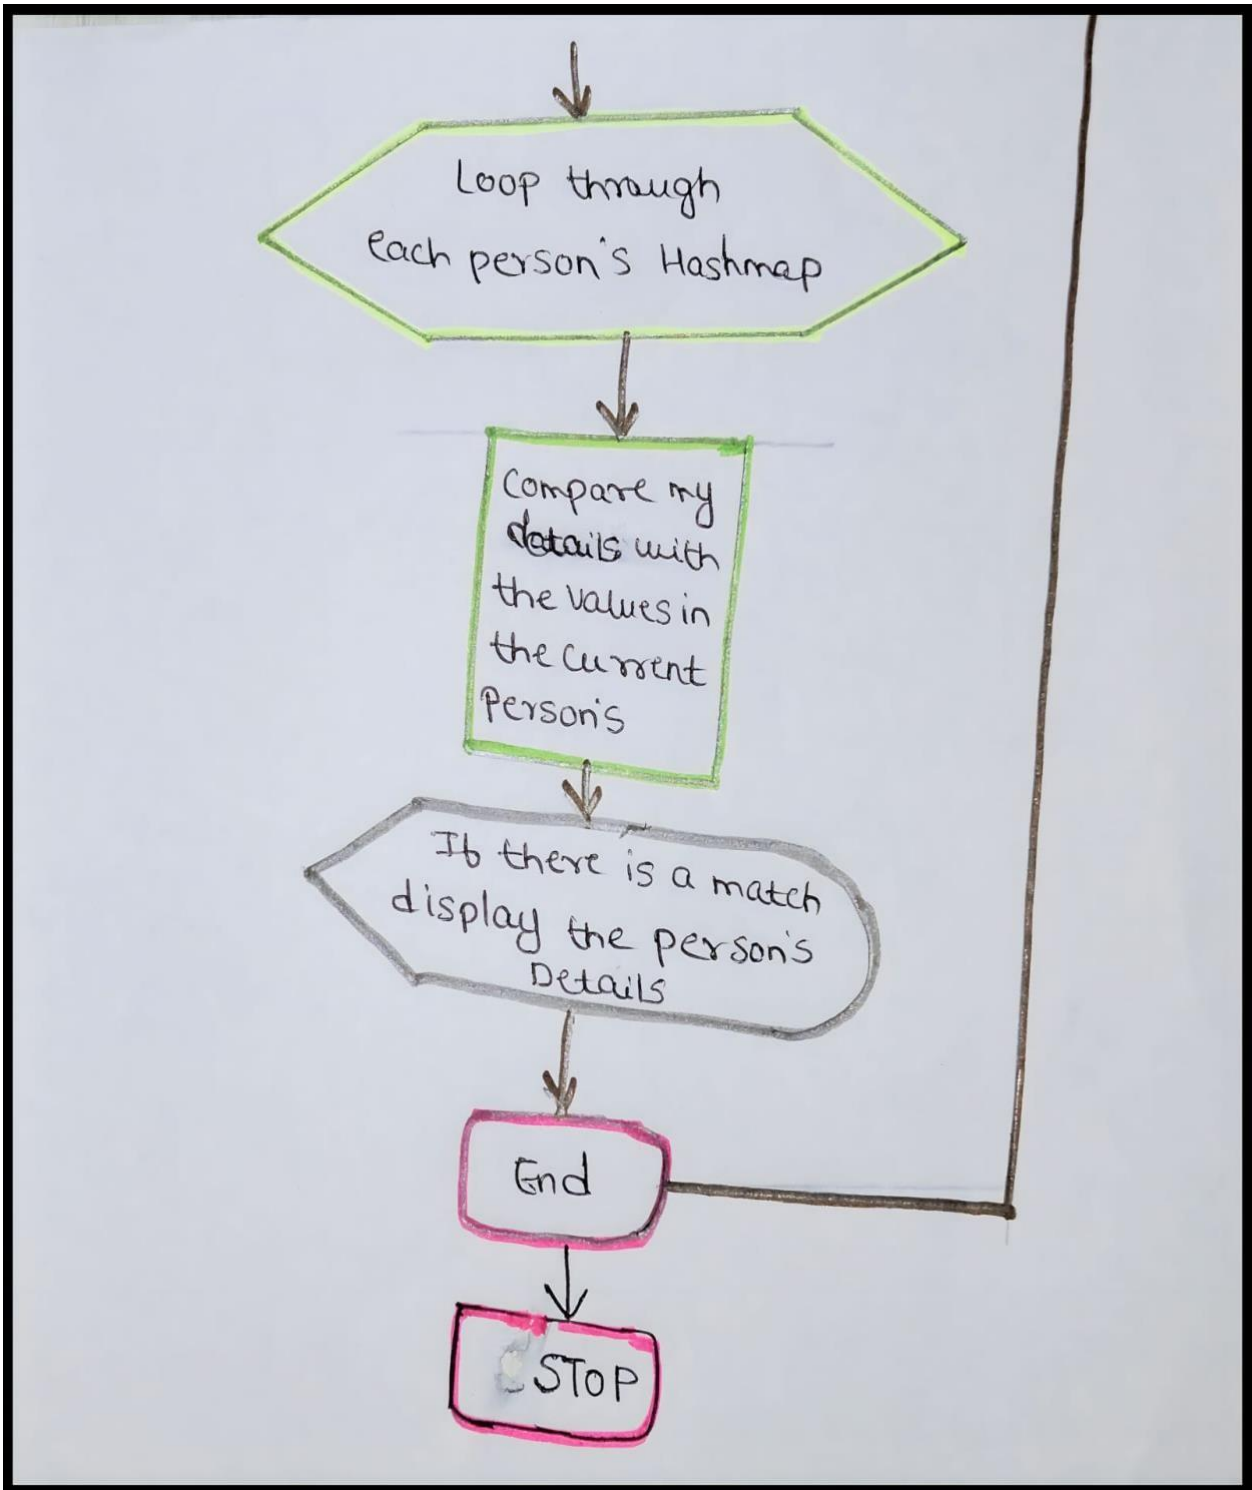 Loop through
each person's Hashmap
Compare my
details with
the values in
the current
Person's
If there is a match
display the person's
Details
End
STOP